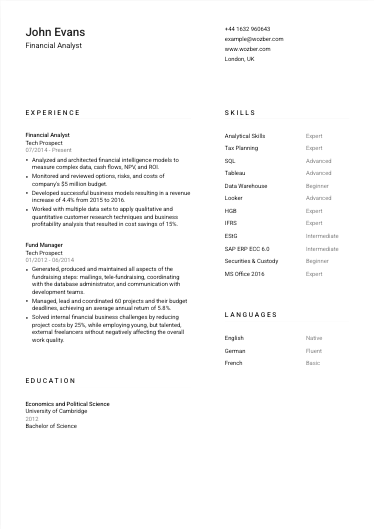 John Evans
Financial Analyst
+44 1632 960643
example@wozber.com
www.wozber.com
London, UK
EXPERIENCE
Financial Analyst
Tech Prospect
07/2014 - Present
• Analyzed and architected financial intelligence models to
measure complex data, cash flows, NPV, and ROI.
• Monitored and reviewed options, risks, and costs of
company's $5 million budget.
• Developed successful business models resulting in a revenue
increase of 4.4% from 2015 to 2016.
• Worked with multiple data sets to apply qualitative and
quantitative customer research techniques and business
profitability analysis that resulted in cost savings of 15%.
Fund Manager
Tech Prospect
01/2012 - 06/2014
• Generated, produced and maintained all aspects of the
fundraising steps: mailings, tele-fundraising, coordinating
with the database administrator, and communication with
development teams.
• Managed, lead and coordinated 60 projects and their budget
deadlines, achieving an average annual return of 5.8%.
• Solved internal financial business challenges by reducing
project costs by 25%, while employing young, but talented,
external freelancers without negatively affecting the overall
work quality.
EDUCATION
Economics and Political Science
University of Cambridge
2012
Bachelor of Science
SKILLS
Analytical Skills Expert
Tax Planning Expert
SQL Advanced
Tableau Advanced
Data Warehouse Beginner
Looker Advanced
HGB Expert
IFRS Expert
EStG Intermediate
SAP ERP ECC 6.0 Intermediate
Securities & Custody Beginner
MS Office 2016 Expert
LANGUAGES
English Native
German Fluent
French Basic